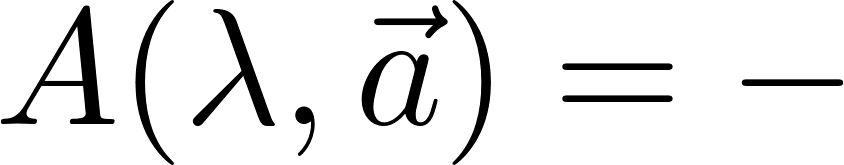 A(λ, a⃗) = −